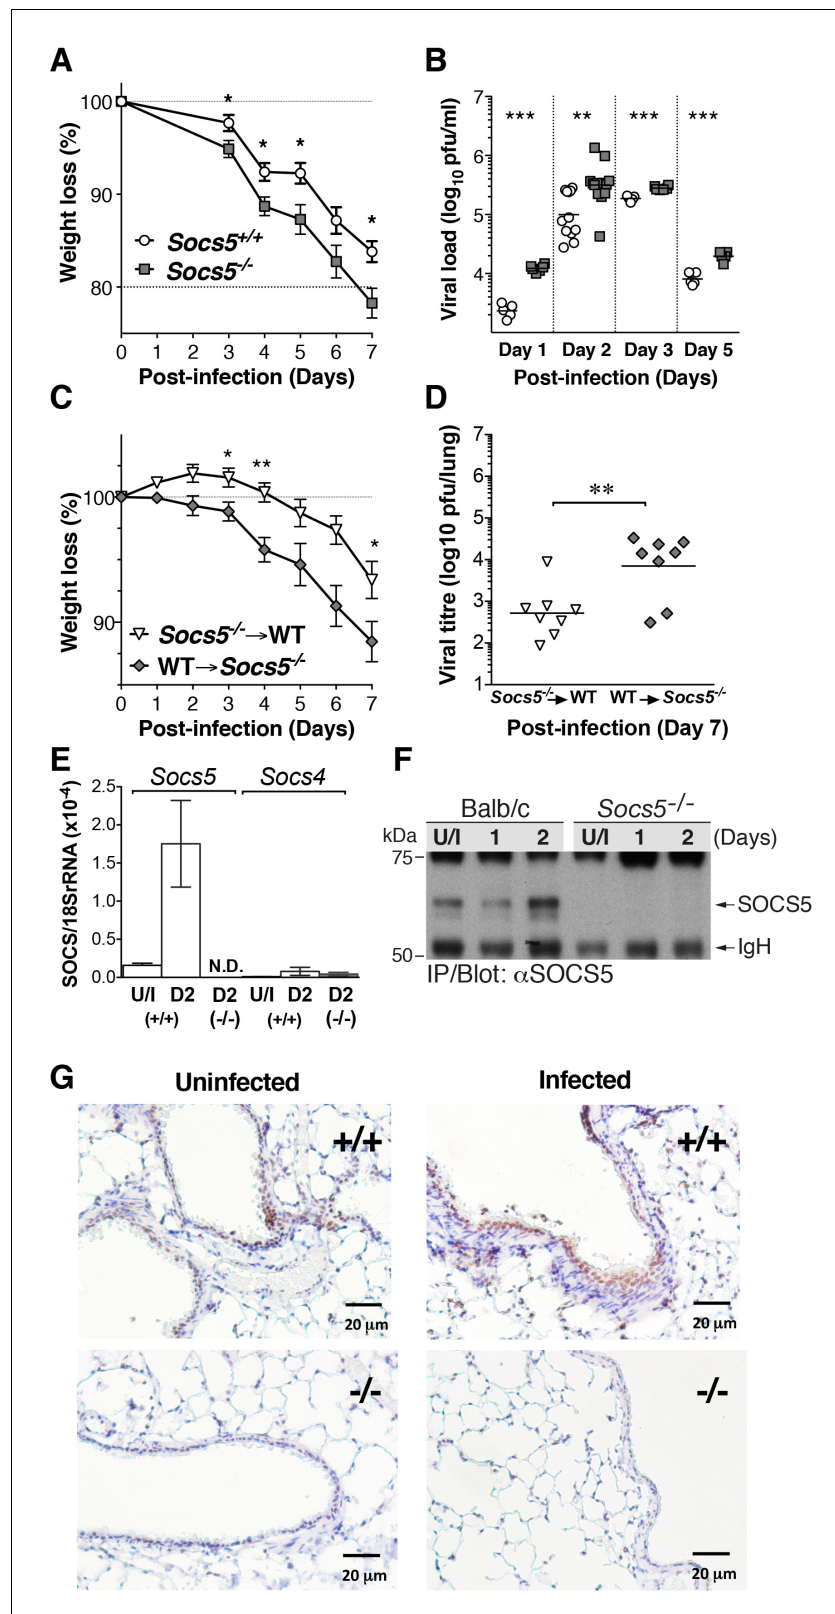 A
Weight loss (%)
100
90
80
* * * *
Socs5+/+
Socs5-/-
0 1 2 3 4 5 6 7
Post-infection (Days)
B
Viral load (log10 pfu/ml)
7
6
5
4
*** ** *** ***
Day 1 Day 2 Day 3 Day 5
Post-infection (Days)
C
Weight loss (%)
100
90
* ** *
Socs5-/-→WT
WT→Socs5-/-
0 1 2 3 4 5 6 7
Post-infection (Days)
D
Viral titre (log10 pfu/lung)
7
6
5
4
3
2
1
**
Socs5-/-→WT WT→Socs5-/-
Post-infection (Day 7)
E
SOCS/18SrRNA (x10-4)
Socs5 Socs4
2.5
2.0
1.5
1.0
0.5
0.0
N.D.
U/I D2 D2 U/I D2 D2
(+/+) (-/-) (+/+) (-/-)
F
Balb/c Socs5-/-
kDa U/I 1 2 U/I 1 2 (Days)
75
SOCS5
IgH
50
IP/Blot: αSOCS5
G
Uninfected Infected
+/+ +/+
20 μm 20 μm
-/- -/-
20 μm 20 μm